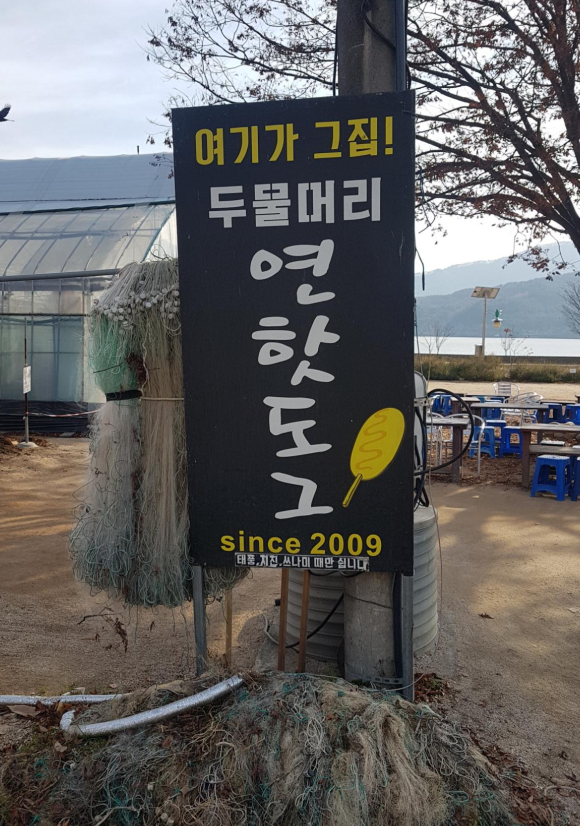 여기가 그집!
두물머리
연핫도그
since 2009
태풍,지진,쓰나미 때만 쉽니다